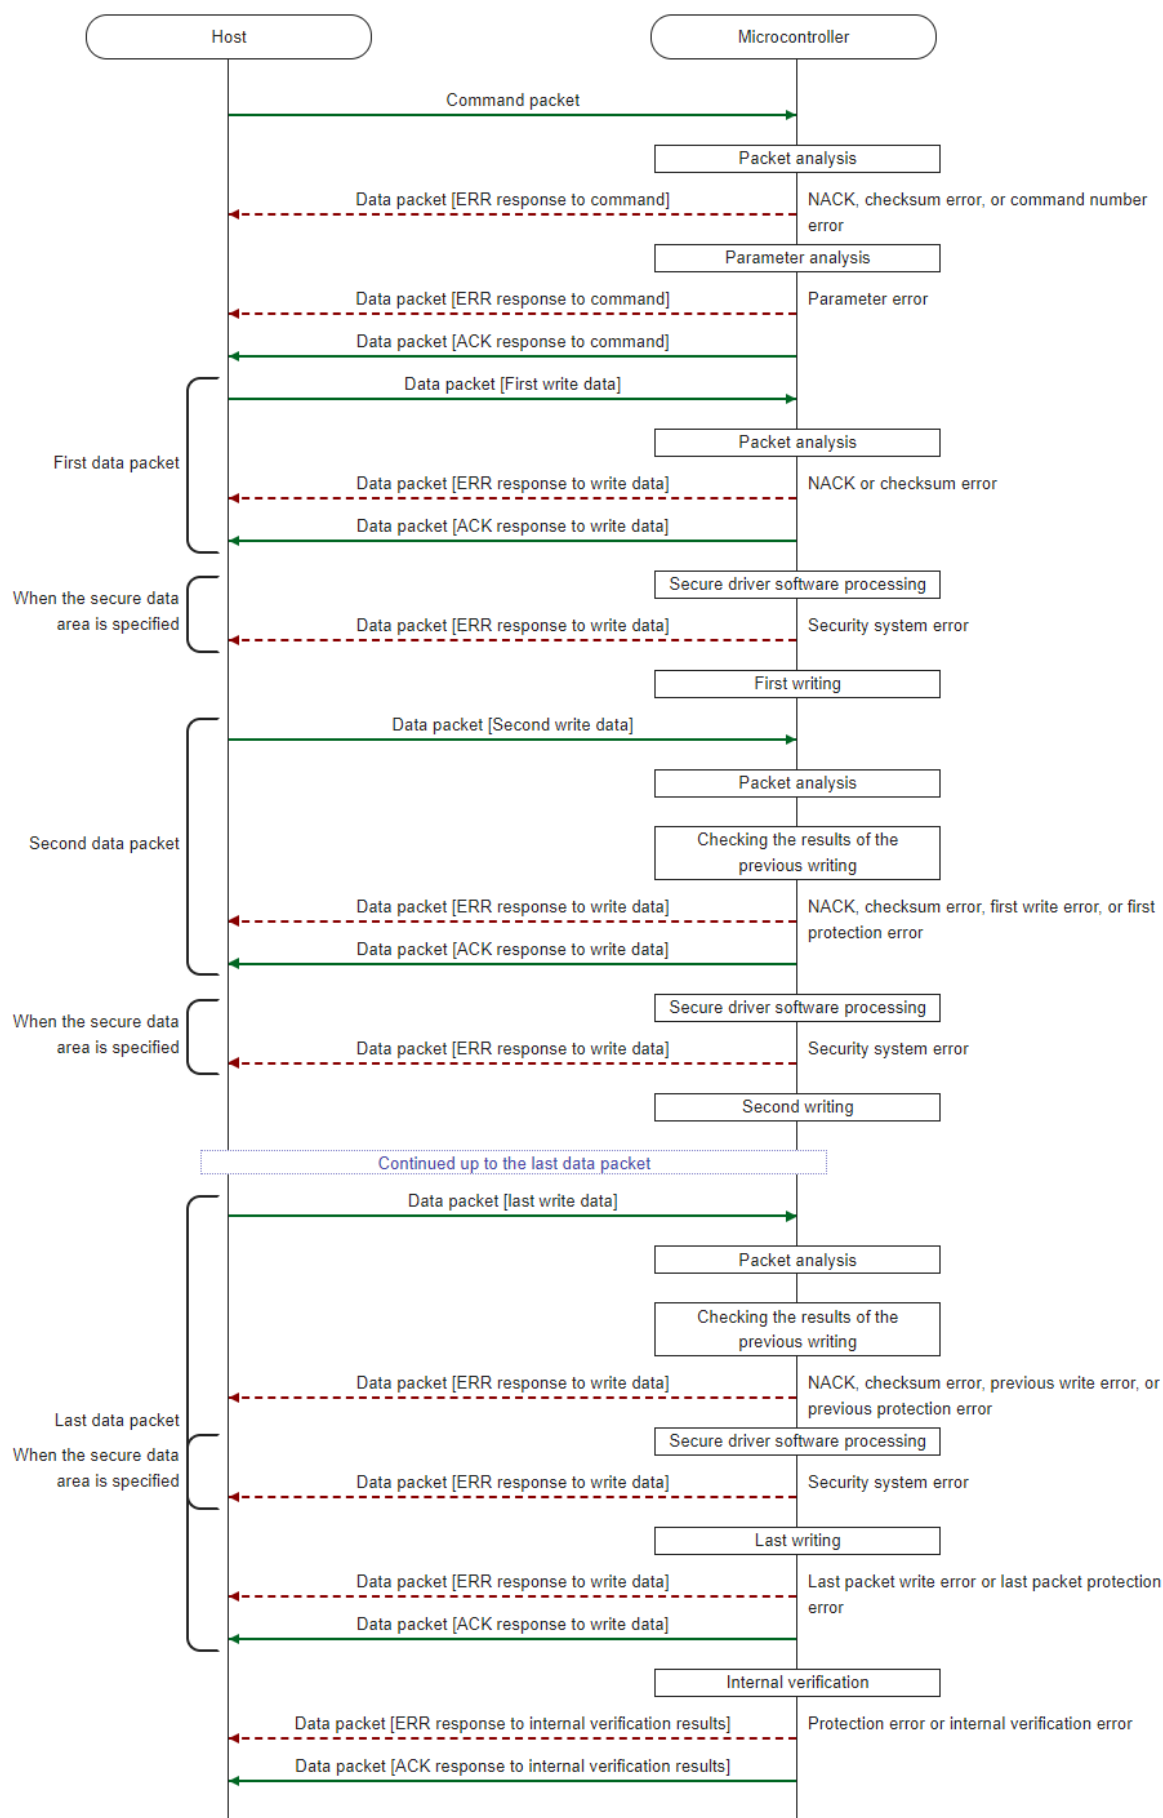 Host
Microcontroller
Command packet
Packet analysis
Data packet [ERR response to command]
NACK, checksum error, or command number
error
Parameter analysis
Data packet [ERR response to command]
Parameter error
Data packet [ACK response to command]
Data packet [First write data]
Packet analysis
First data packet
Data packet [ERR response to write data]
NACK or checksum error
Data packet [ACK response to write data]
When the secure data
area is specified
Secure driver software processing
Data packet [ERR response to write data]
Security system error
First writing
Data packet [Second write data]
Packet analysis
Second data packet
Checking the results of the
previous writing
Data packet [ERR response to write data]
NACK, checksum error, first write error, or first
protection error
Data packet [ACK response to write data]
When the secure data
area is specified
Secure driver software processing
Data packet [ERR response to write data]
Security system error
Second writing
Continued up to the last data packet
Data packet [last write data]
Packet analysis
Checking the results of the
previous writing
Data packet [ERR response to write data]
NACK, checksum error, previous write error, or
previous protection error
Last data packet
When the secure data
area is specified
Secure driver software processing
Data packet [ERR response to write data]
Security system error
Last writing
Data packet [ERR response to write data]
Last packet write error or last packet protection
error
Data packet [ACK response to write data]
Internal verification
Data packet [ERR response to internal verification results]
Protection error or internal verification error
Data packet [ACK response to internal verification results]